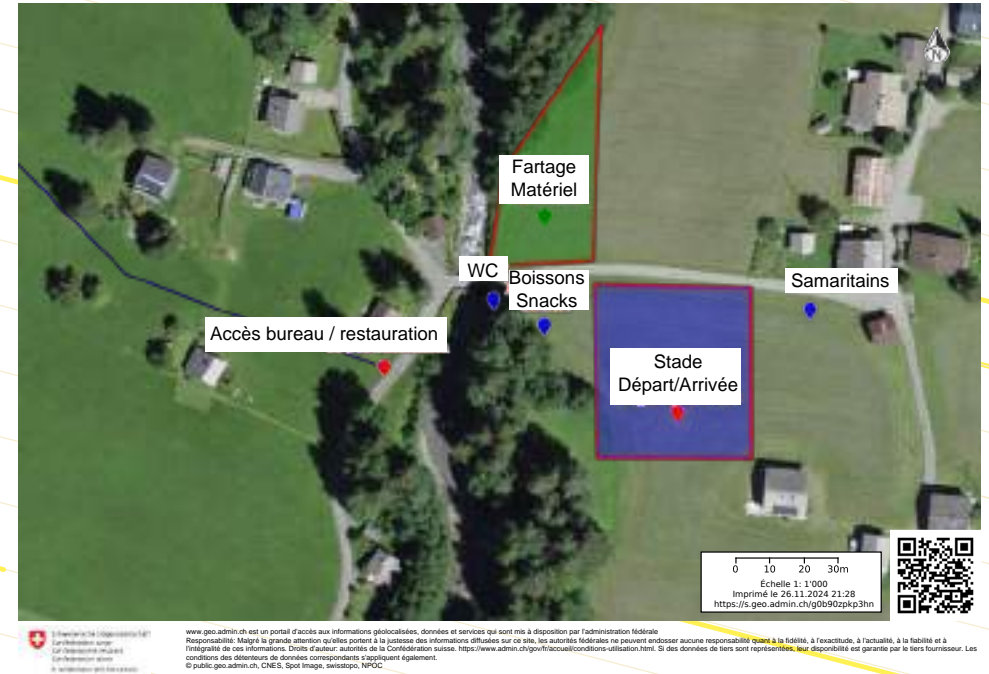 N
Fartage
Matériel
WC
Boissons
Snacks
Samaritains
Accès bureau / restauration
Stade
Départ/Arrivée
0 10 20 30m
Échelle 1: 1'000
Imprimé le 26.11.2024 21:28
https://s.geo.admin.ch/g0b90zpkp3hn
www.geo.admin.ch est un portail d'accès aux informations géolocalisées, données et services qui sont mis à disposition par l'administration fédérale
Responsabilité: Malgré la grande attention qu'elles portent à la justesse des informations diffusées sur ce site, les autorités fédérales ne peuvent endosser aucune responsabilité quant à la fidélité, à l'exactitude, à l'actualité, à la fiabilité et à
l'intégralité de ces informations. Droits d'auteur: autorités de la Confédération suisse. https://www.admin.ch/gov/fr/accueil/conditions-utilisation.html. Si des données de tiers sont représentées, leur disponibilité est garantie par le tiers fournisseur. Les
conditions des détenteurs de données correspondants s'appliquent également.
© public.geo.admin.ch, CNES, Spot Image, swisstopo, NPOC